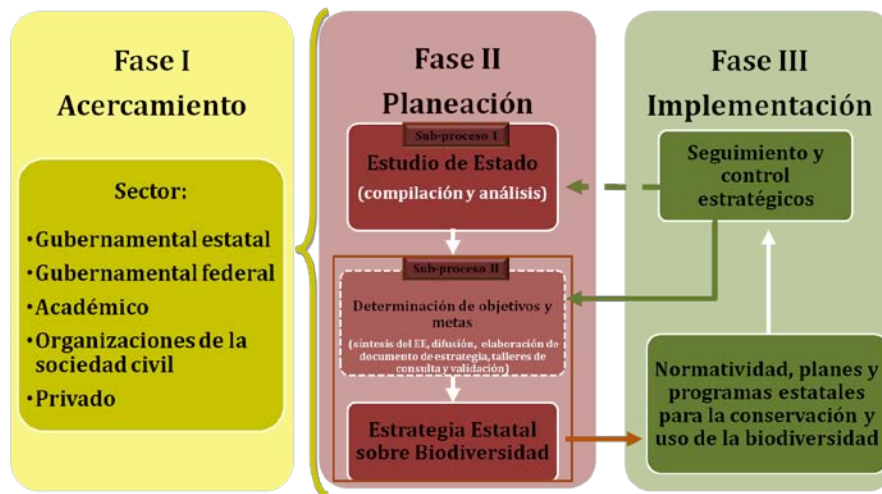 Fase I
Acercamiento
Sector:
•Gubernamental estatal
•Gubernamental federal
•Académico
•Organizaciones de la
sociedad civil
•Privado
Fase II
Planeación
Sub-proceso I
Estudio de Estado
(compilación y análisis)
Sub-proceso II
Determinación de objetivos y
metas
(síntesis del EE, difusión, elaboración de
documento de estrategia, talleres de
consulta y validación)
Estrategia Estatal
sobre Biodiversidad
Fase III
Implementación
Seguimiento y
control
estratégicos
Normatividad, planes y
programas estatales
para la conservación y
uso de la biodiversidad